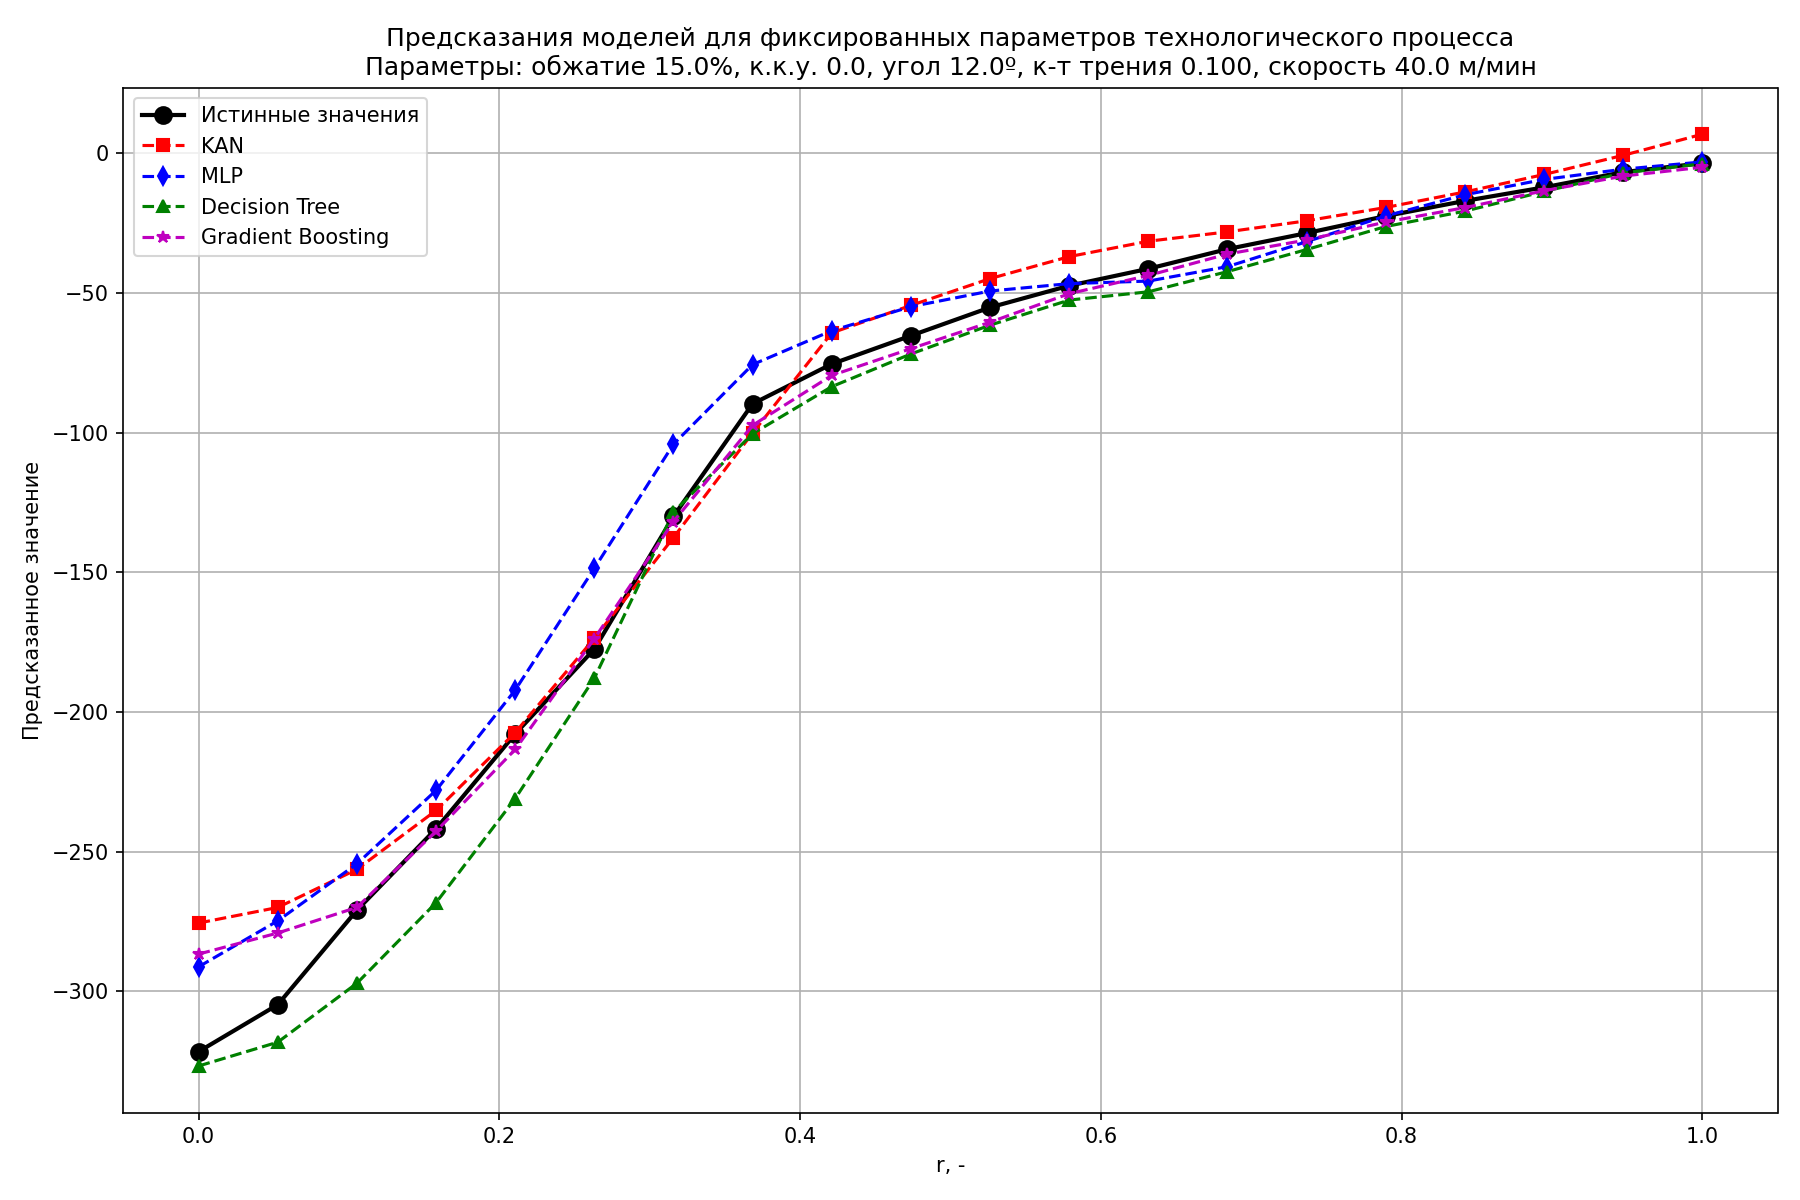 Предсказания моделей для фиксированных параметров технологического процесса
Параметры: обжатие 15.0%, к.к.у. 0.0, угол 12.0º, к-т трения 0.100, скорость 40.0 м/мин
Истинные значения
KAN
MLP
Decision Tree
Gradient Boosting
Предсказанное значение
0
−50
−100
−150
−200
−250
−300
0.0 0.2 0.4 0.6 0.8 1.0
r, -